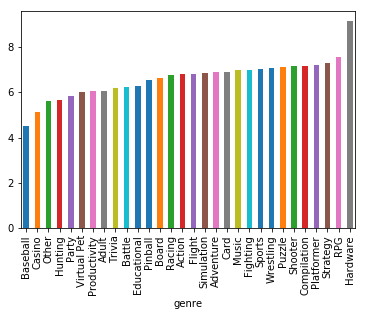 8
6
4
2
0
Baseball
Casino
Other
Hunting
Party
Virtual Pet
Productivity
Adult
Trivia
Battle
Educational
Pinball
Board
Racing
Action
Flight
Simulation
Adventure
Card
Music
Fighting
Sports
Wrestling
Puzzle
Shooter
Compilation
Platformer
Strategy
RPG
Hardware
genre